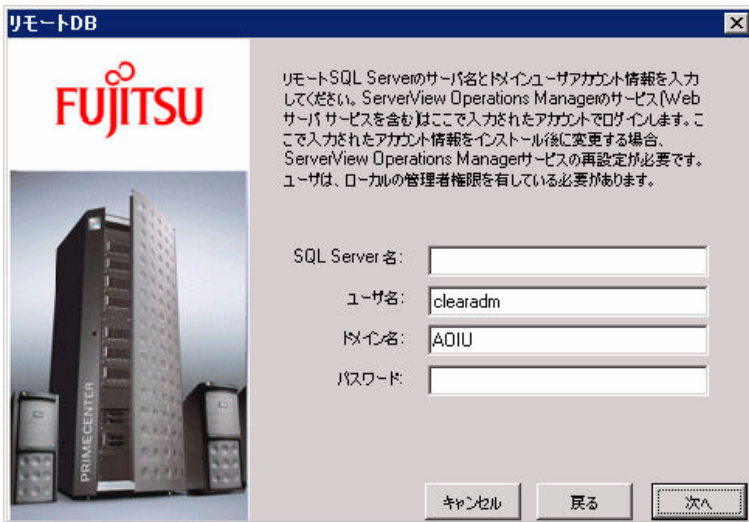 リモートDB
FUJITSU
リモートSQL Serverのサーバ名とドメインユーザアカウント情報を入力
してください。ServerView Operations Managerのサービス(Web
サーバ サービスを含む)はここで入力されたアカウントでログインします。こ
こで入力されたアカウント情報をインストール後に変更する場合、
ServerView Operations Managerサービスの再設定が必要です。
ユーザは、ローカルの管理者権限を有している必要があります。
SQL Server 名:
ユーザ名: clearadm
ドメイン名: AOIU
パスワード:
PRIMECENTER
キャンセル 戻る 次へ